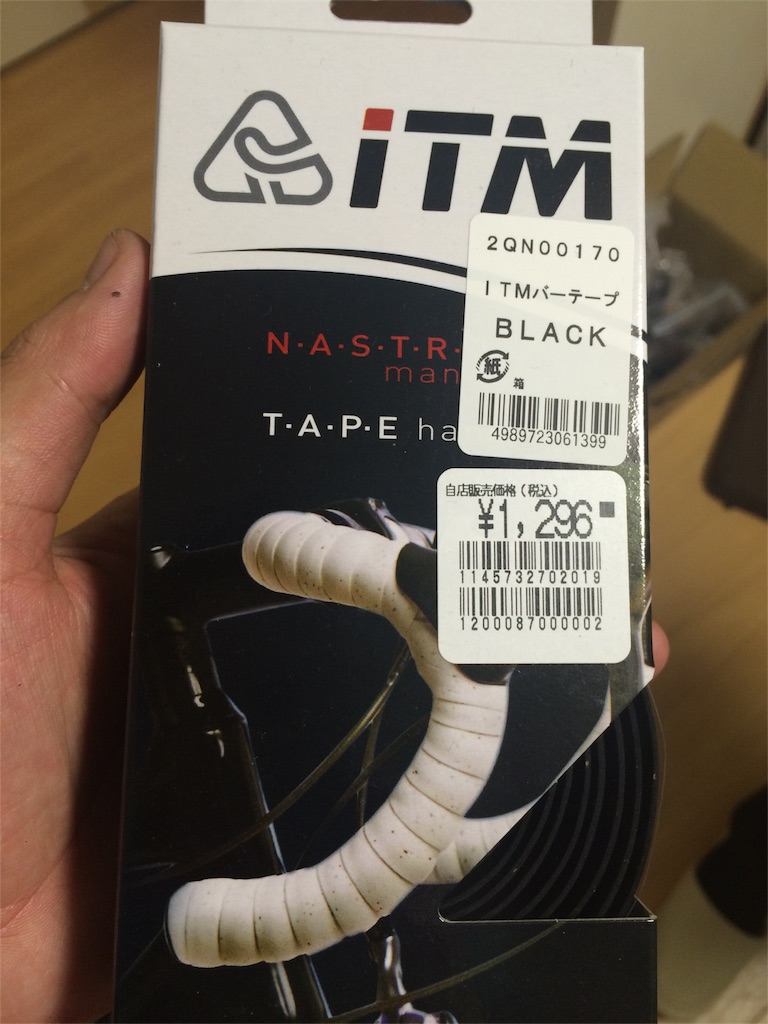 iTM
2QN00170
ITMバーテープ
BLACK
紙
箱
4989723061399
N·A·S·T·R·
man
T·A·P·E ha
自店販売価格(税込)
¥1,296
1145732702019
1200087000002